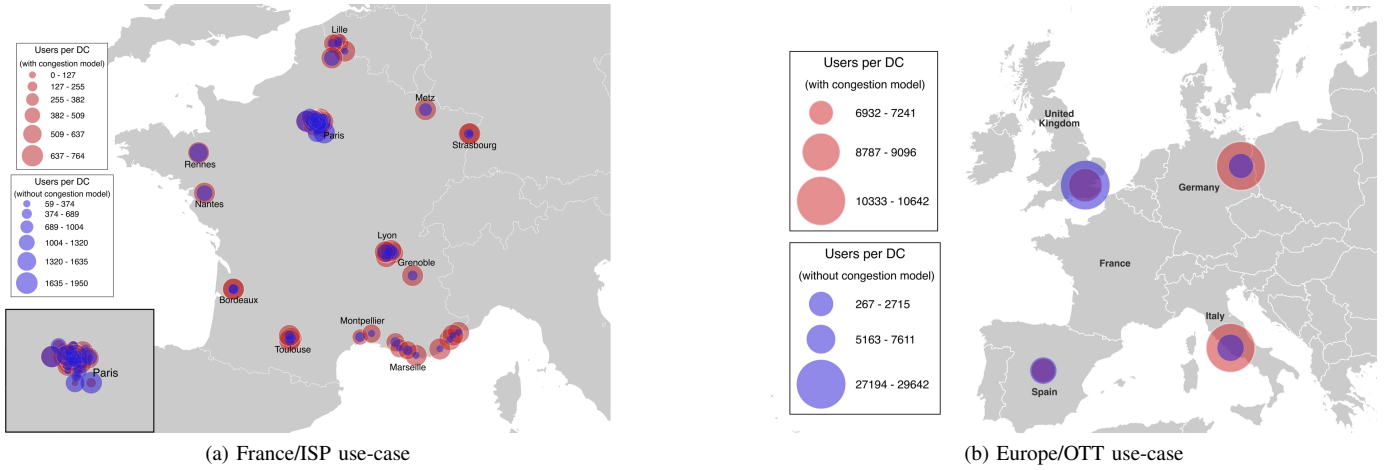 Users per DC
(with congestion model)
0 - 127
127 - 255
255 - 382
382 - 509
509 - 637
637 - 764
Users per DC
(without congestion model)
59 - 374
374 - 689
689 - 1004
1004 - 1320
1320 - 1635
1635 - 1950
Lille
Metz
Paris
Strasbourg
Rennes
Nantes
Lyon
Grenoble
Bordeaux
Montpellier
Toulouse
Marseille
Paris
(a) France/ISP use-case
Users per DC
(with congestion model)
6932 - 7241
8787 - 9096
10333 - 10642
Users per DC
(without congestion model)
267 - 2715
5163 - 7611
27194 - 29642
United
Kingdom
Germany
France
Italy
Spain
(b) Europe/OTT use-case